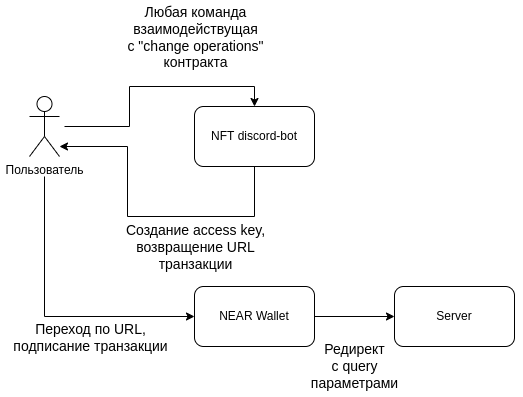 Любая команда
взаимодействущая
с "change operations"
контракта
NFT discord-bot
Пользователь
Создание access key,
возвращение URL
транзакции
NEAR Wallet
Server
Переход по URL,
подписание транзакции
Редирект
с query
параметрами